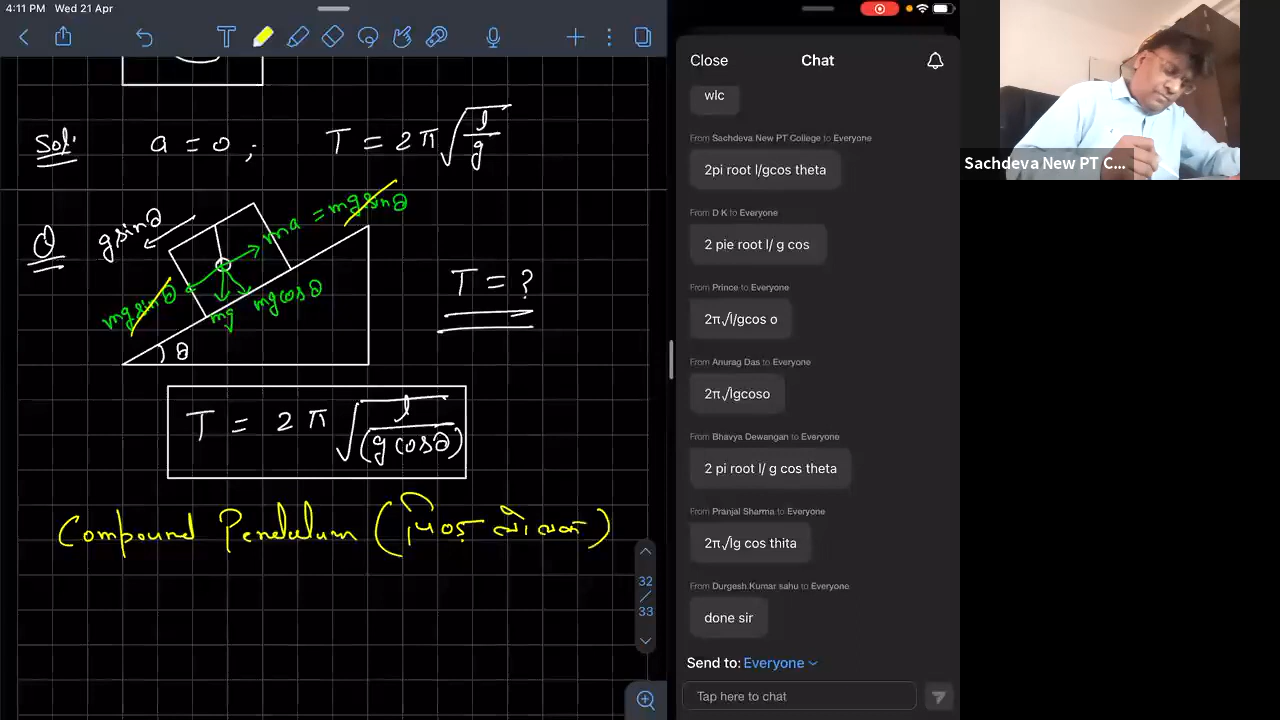 4:11 PM Wed 21 Apr
Sol:
a = 0 ;
T = 2π√(l/g)
Q
g sinθ
ma = mg sinθ
mg sinθ
mg
mg cosθ
θ
T = ?
T = 2π√(l/(g cosθ))
Compound Pendulum (पिण्ड लोलक)
32
33
Close
Chat
wlc
From Sachdeva New PT College to Everyone
2pi root l/gcos theta
From D K to Everyone
2 pie root l/ g cos
From Prince to Everyone
2π√l/gcos o
From Anurag Das to Everyone
2π√lgcoso
From Bhavya Dewangan to Everyone
2 pi root l/ g cos theta
From Pranjal Sharma to Everyone
2π√lg cos thita
From Durgesh Kumar sahu to Everyone
done sir
Send to: Everyone
Tap here to chat
Sachdeva New PT C...